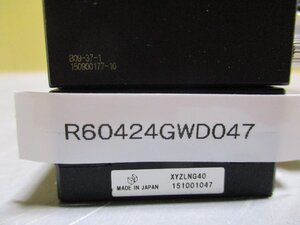 B09-37-1
150900177-10
R60424GWD047
MADE IN JAPAN
XYZLNG40
151001047